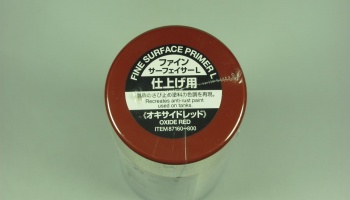 FINE SURFACE PRIMER L
ファイン
サーフェイサーL
仕上げ用
Recreates anti-rust paint
used on tanks.
《オキサイドレッド》
OXIDE RED
ITEM87160